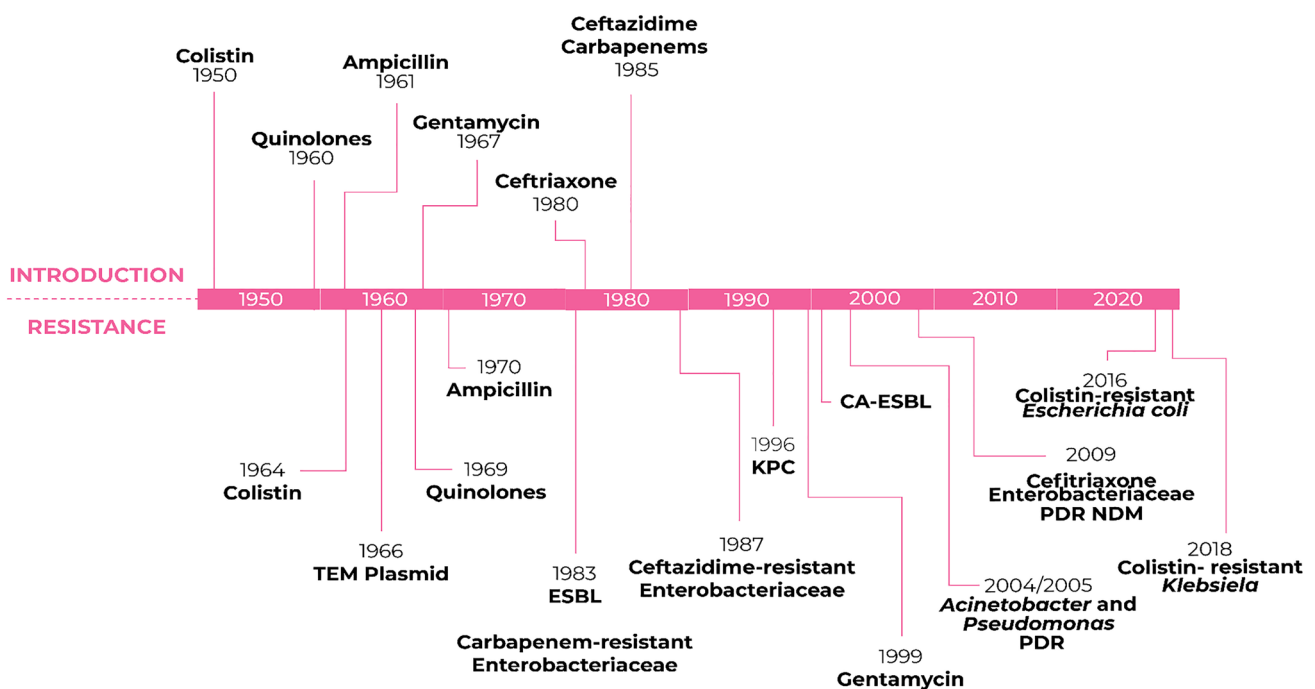 Colistin
1950
Quinolones
1960
Ampicillin
1961
Gentamycin
1967
Ceftriaxone
1980
Ceftazidime
Carbapenems
1985
INTRODUCTION
1950 1960 1970 1980 1990 2000 2010 2020
RESISTANCE
1964
Colistin
1966
TEM Plasmid
1969
Quinolones
1970
Ampicillin
1983
ESBL
Carbapenem-resistant
Enterobacteriaceae
1987
Ceftazidime-resistant
Enterobacteriaceae
1996
KPC
1999
Gentamycin
CA-ESBL
2004/2005
Acinetobacter and
Pseudomonas
PDR
2009
Cefitriaxone
Enterobacteriaceae
PDR NDM
2016
Colistin-resistant
Escherichia coli
2018
Colistin- resistant
Klebsiela